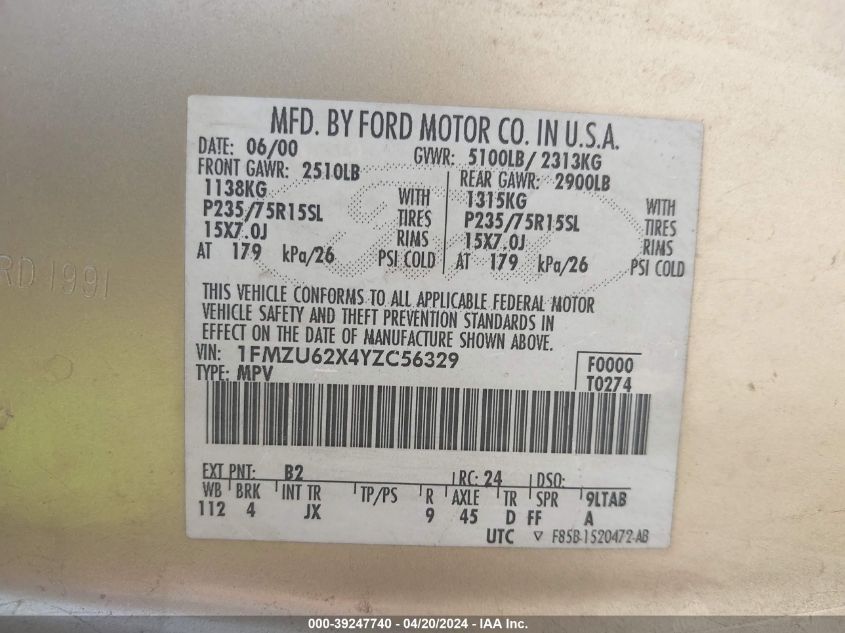 MFD. BY FORD MOTOR CO. IN U.S.A.
DATE: 06/00 GVWR: 5100LB/ 2313KG
FRONT GAWR: 2510LB REAR GAWR: 2900LB
1138KG WITH 1315KG WITH
P235/75R15SL TIRES P235/75R15SL TIRES
15X7.0J RIMS 15X7.0J RIMS
AT 179 kPa/26 PSI COLD AT 179 kPa/26 PSI COLD
RD 1991
THIS VEHICLE CONFORMS TO ALL APPLICABLE FEDERAL MOTOR
VEHICLE SAFETY AND THEFT PREVENTION STANDARDS IN
EFFECT ON THE DATE OF MANUFACTURE SHOWN ABOVE.
VIN: 1FMZU62X4YZC56329 F0000
TYPE: MPV T0274
EXT PNT: B2 RC: 24 DSO:
WB BRK INT TR TP/PS R AXLE TR SPR 9LTAB
112 4 JX 9 45 D FF A
UTC ▽ F85B-1520472-AB
000-39247740 - 04/20/2024 - IAA Inc.